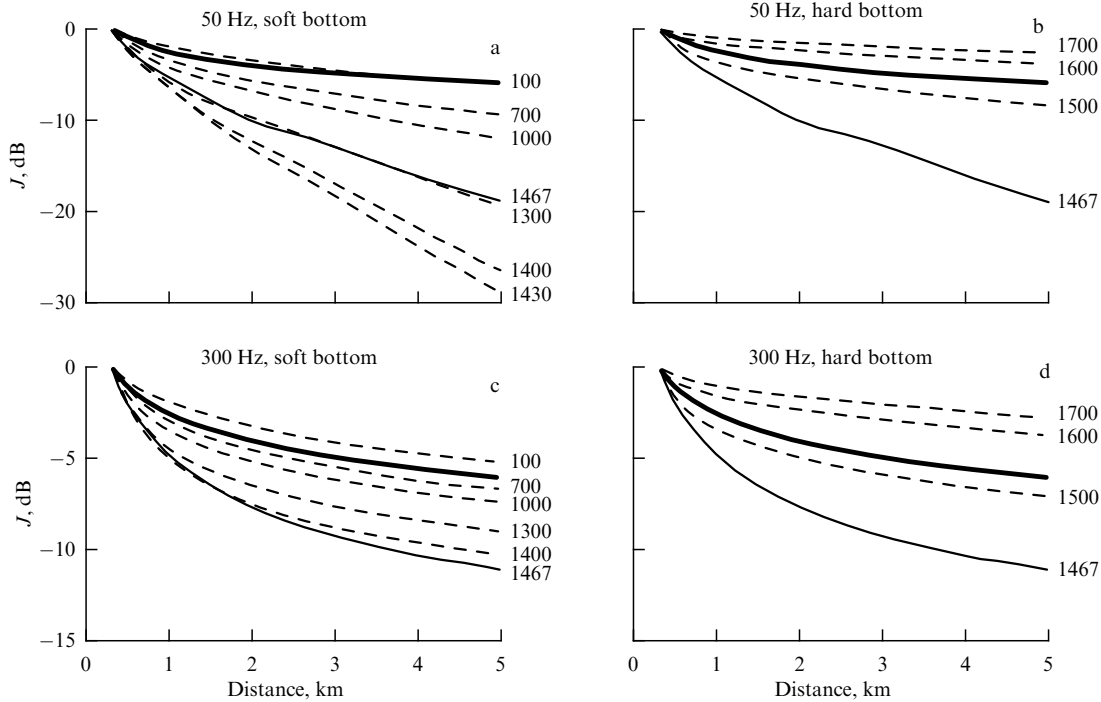 50 Hz, soft bottom
a
0
−10
−20
−30
J, dB
100
700
1000
1467
1300
1400
1430
50 Hz, hard bottom
b
1700
1600
1500
1467
300 Hz, soft bottom
c
0
−5
−10
−15
J, dB
100
700
1000
1300
1400
1467
0 1 2 3 4 5
Distance, km
300 Hz, hard bottom
d
1700
1600
1500
1467
0 1 2 3 4 5
Distance, km